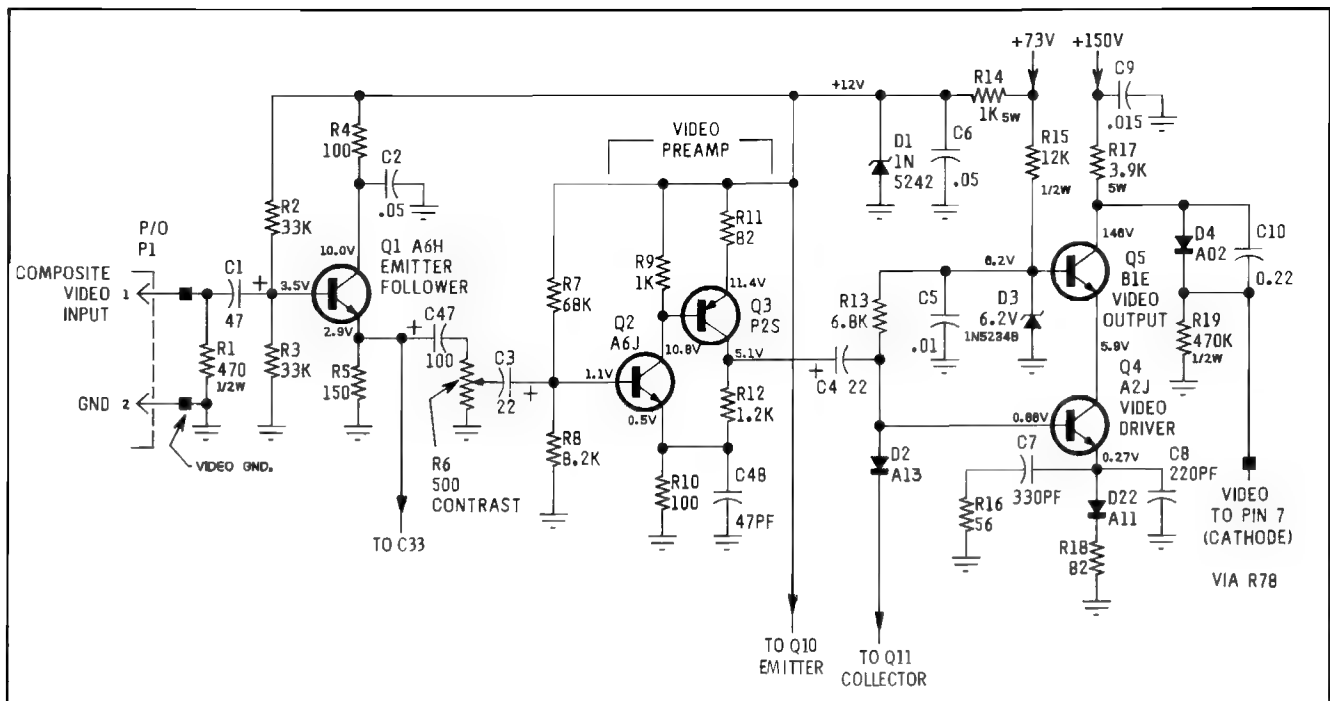 +73V
+150V
R14
1K 5W
+12V
C9
.015
R4
100
VIDEO
PREAMP
D1
1N
5242
C6
.05
R15
12K
1/2W
R17
3.9K
5W
C2
.05
R2
33K
P/O
P1
COMPOSITE
VIDEO
INPUT
1
C1
+
47
3.5V
10.0V
Q1 A6H
EMITTER
FOLLOWER
2.9V
R1
470
1/2W
R3
33K
R5
150
GND
2
VIDEO GND.
+
C47
100
R6
500
CONTRAST
C3
22
+
TO C33
R7
68K
R8
8.2K
R9
1K
R11
82
11.4V
Q3
P2S
Q2
A6J
10.8V
5.1V
1.1V
0.5V
R12
1.2K
R10
100
C48
47PF
+
C4
22
R13
6.8K
C5
.01
6.2V
D3
6.2V
1N5234B
146V
Q5
B1E
VIDEO
OUTPUT
D4
A02
C10
0.22
R19
470K
1/2W
5.9V
Q4
A2J
VIDEO
DRIVER
0.88V
D2
A13
C7
330PF
0.27V
C8
220PF
R16
56
D22
A11
R18
82
VIDEO
TO PIN 7
(CATHODE)
VIA R78
TO Q10
EMITTER
TO Q11
COLLECTOR